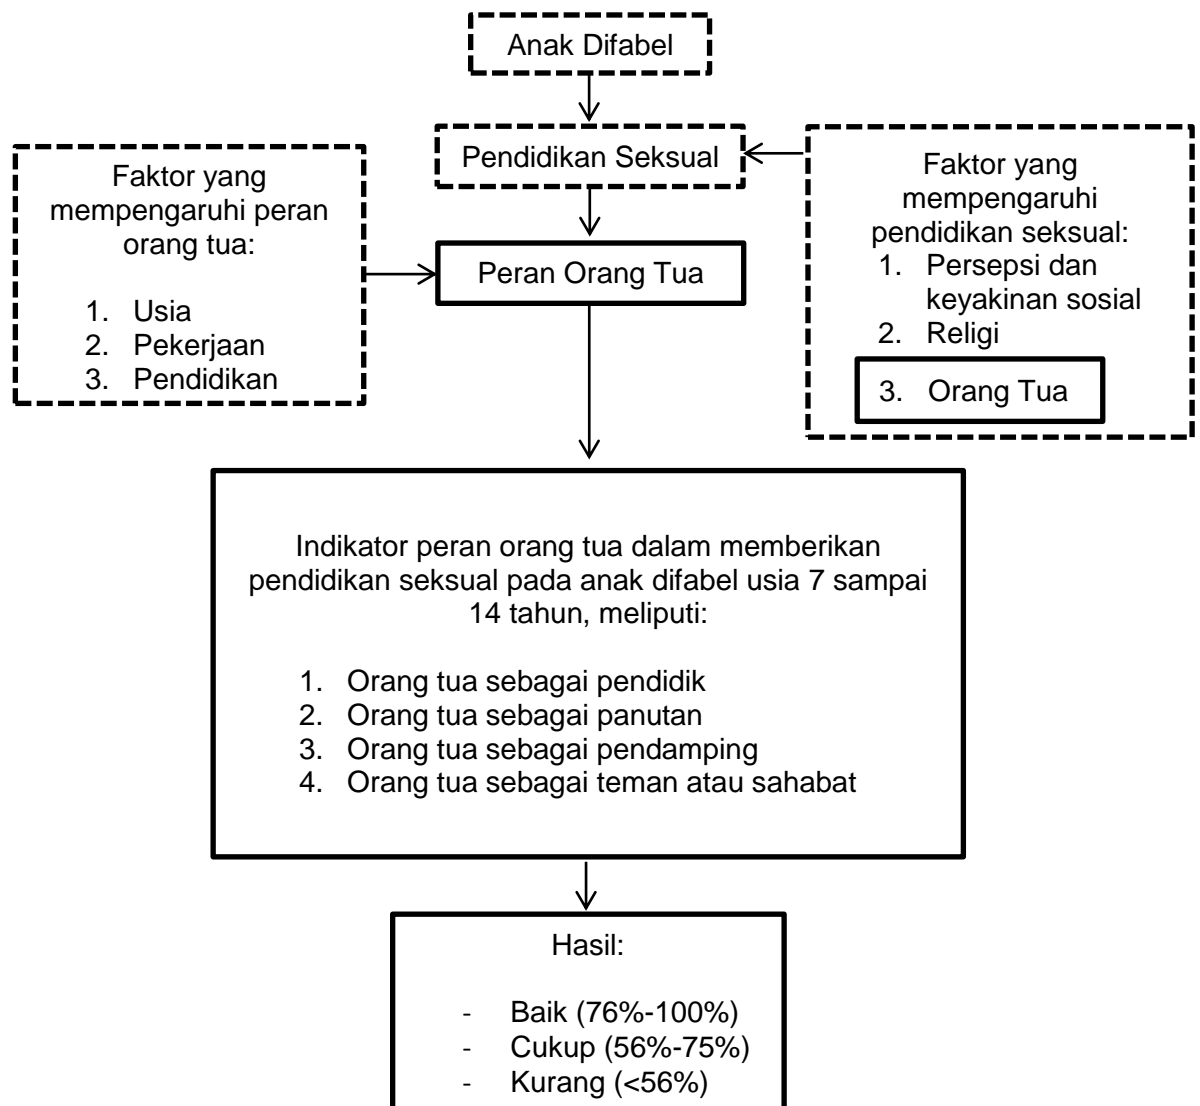 Anak Difabel
Pendidikan Seksual
Faktor yang
mempengaruhi peran
orang tua:
1. Usia
2. Pekerjaan
3. Pendidikan
Peran Orang Tua
Faktor yang
mempengaruhi
pendidikan seksual:
1. Persepsi dan
keyakinan sosial
2. Religi
3. Orang Tua
Indikator peran orang tua dalam memberikan
pendidikan seksual pada anak difabel usia 7 sampai
14 tahun, meliputi:
1. Orang tua sebagai pendidik
2. Orang tua sebagai panutan
3. Orang tua sebagai pendamping
4. Orang tua sebagai teman atau sahabat
Hasil:
- Baik (76%-100%)
- Cukup (56%-75%)
- Kurang (<56%)